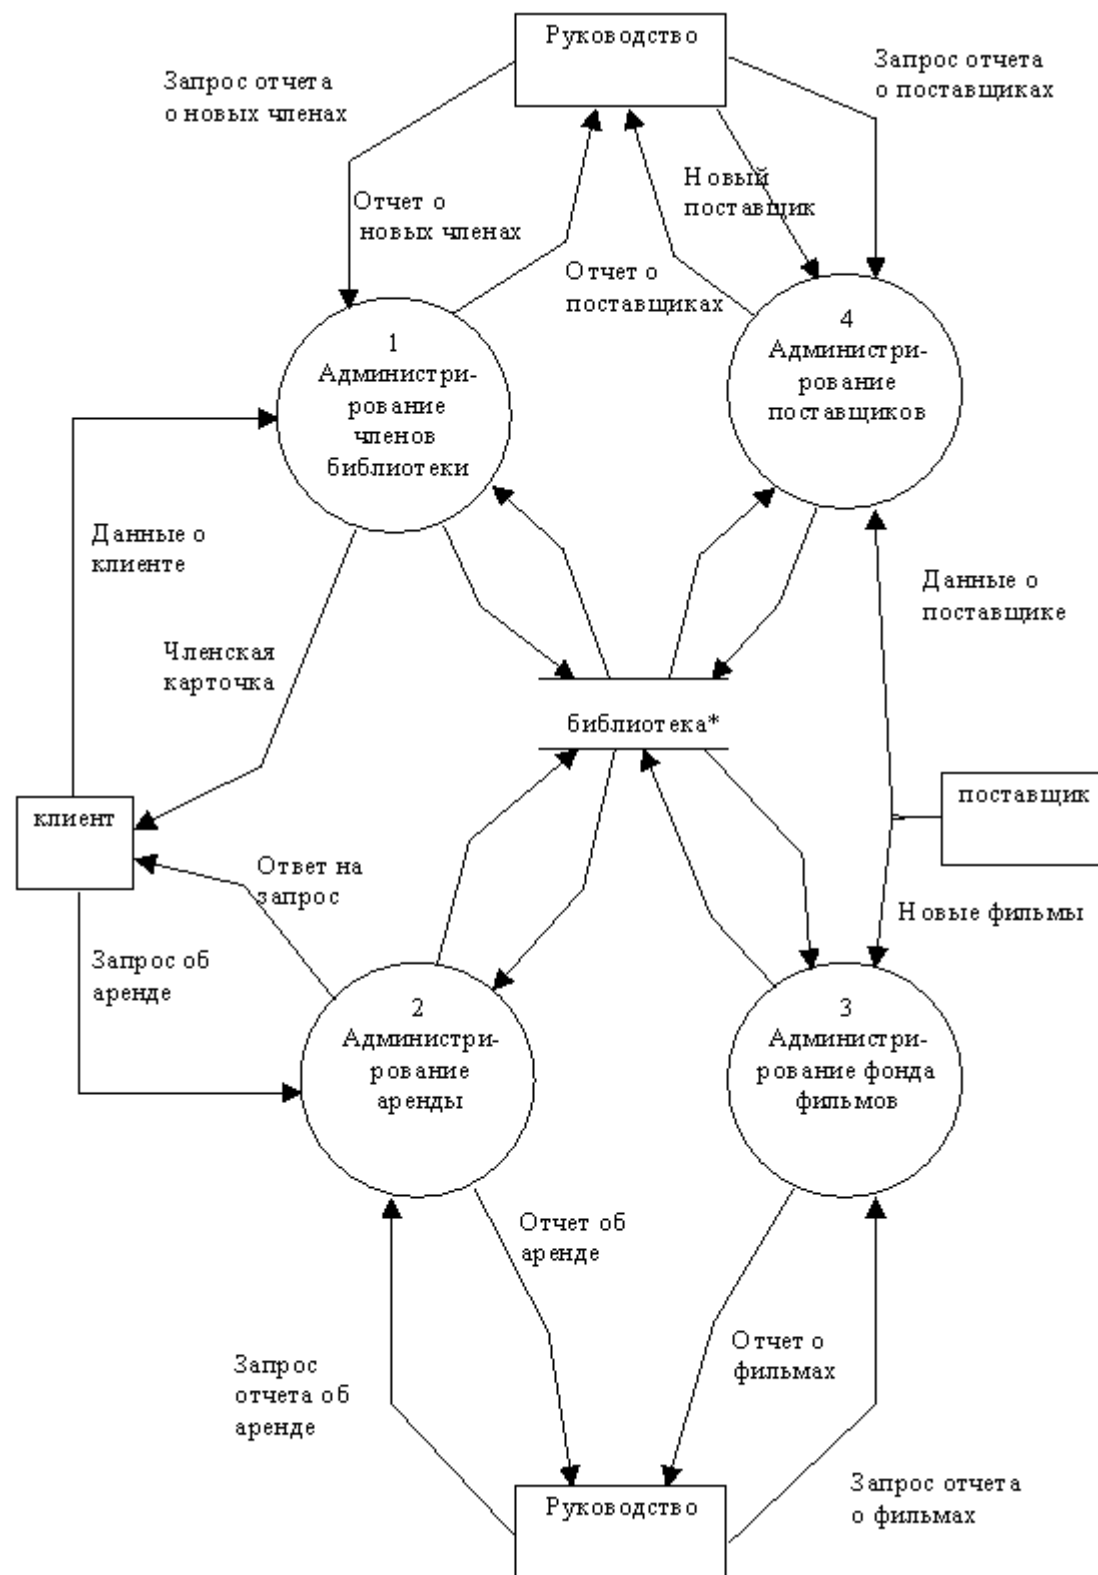 Руководство
Запрос отчета
о новых членах
Запрос отчета
о поставщиках
Новый
поставщик
Отчет о
новых членах
Отчет о
поставщиках
1
Администри-
рование
членов
библиотеки
4
Администри-
рование
поставщиков
Данные о
клиенте
Данные о
поставщике
Членская
карточка
библиотека*
клиент
поставщик
Ответ на
запрос
Новые фильмы
Запрос об
аренде
2
Администри-
рование
аренды
3
Администри-
рование фонда
фильмов
Отчет об
аренде
Отчет о
фильмах
Запрос
отчета об
аренде
Запрос отчета
о фильмах
Руководство